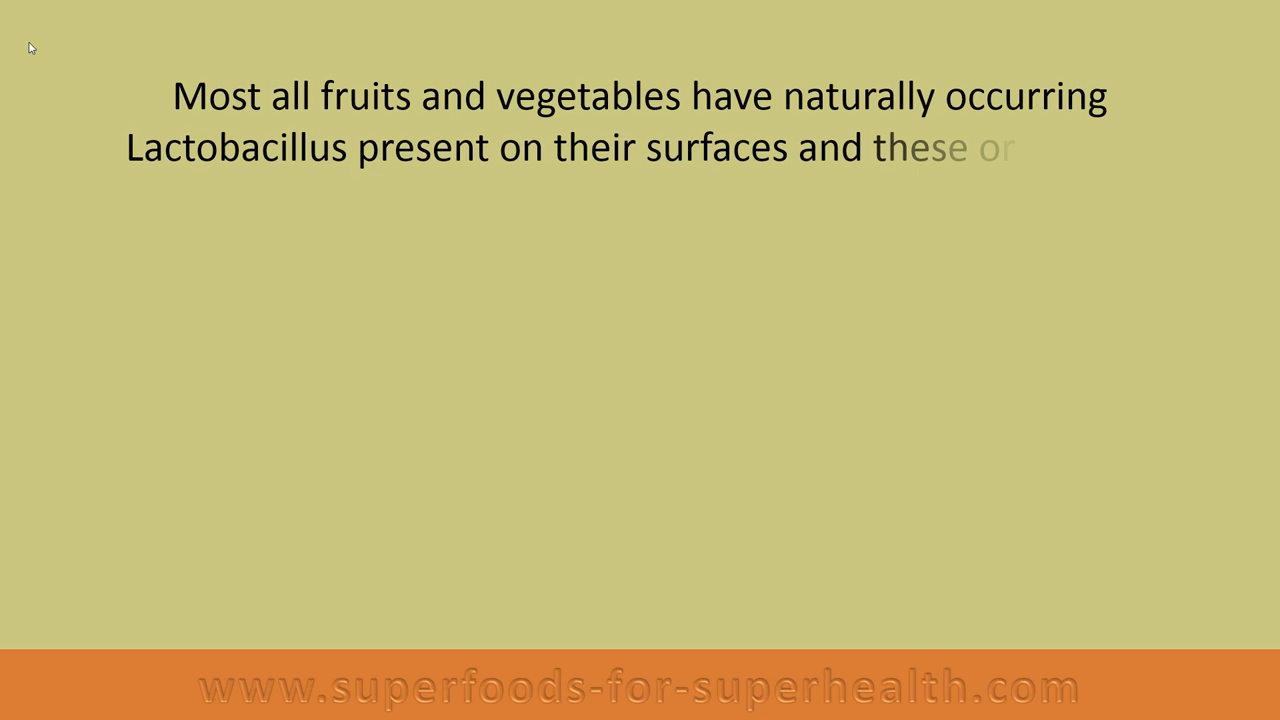 Most all fruits and vegetables have naturally occurring
Lactobacillus present on their surfaces and these or
www.superfoods-for-superhealth.com